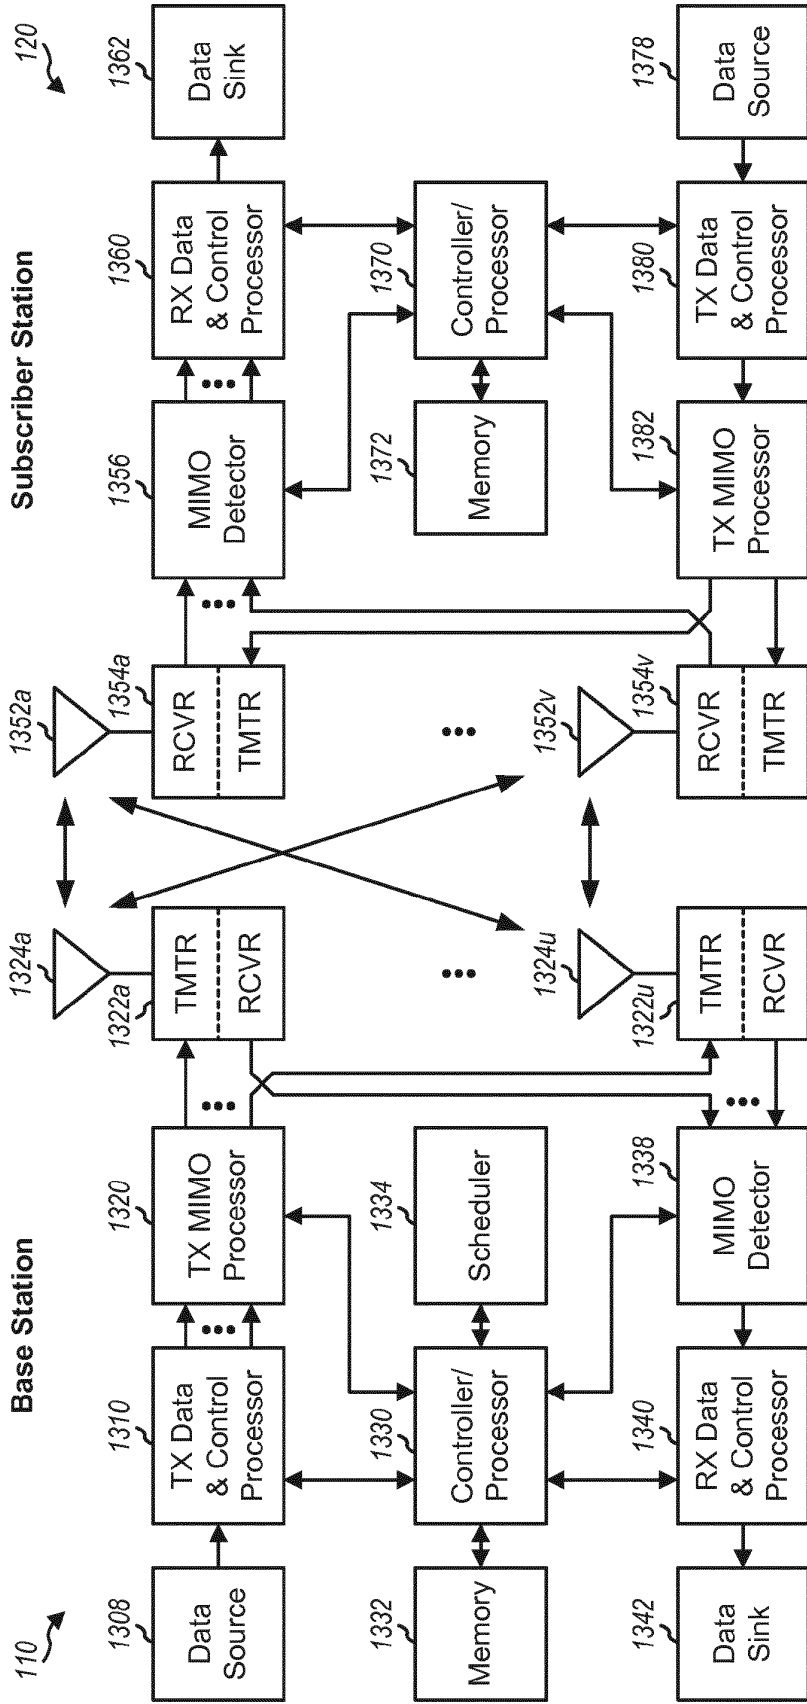 Base Station
Subscriber Station
110
120
1308
Data
Source
1310
TX Data
& Control
Processor
1320
TX MIMO
Processor
1322a
TMTR
RCVR
1324a
1352a
1354a
RCVR
TMTR
1356
MIMO
Detector
1360
RX Data
& Control
Processor
1362
Data
Sink
1332
Memory
1330
Controller/
Processor
1334
Scheduler
1372
Memory
1370
Controller/
Processor
1342
Data
Sink
1340
RX Data
& Control
Processor
1338
MIMO
Detector
1322u
TMTR
RCVR
1324u
1352v
1354v
RCVR
TMTR
1382
TX MIMO
Processor
1380
TX Data
& Control
Processor
1378
Data
Source